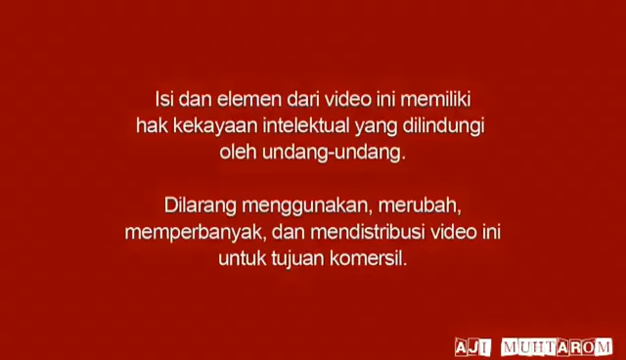 Isi dan elemen dari video ini memiliki
hak kekayaan intelektual yang dilindungi
oleh undang-undang.
Dilarang menggunakan, merubah,
memperbanyak, dan mendistribusi video ini
untuk tujuan komersil.
AJI MUHTAROM